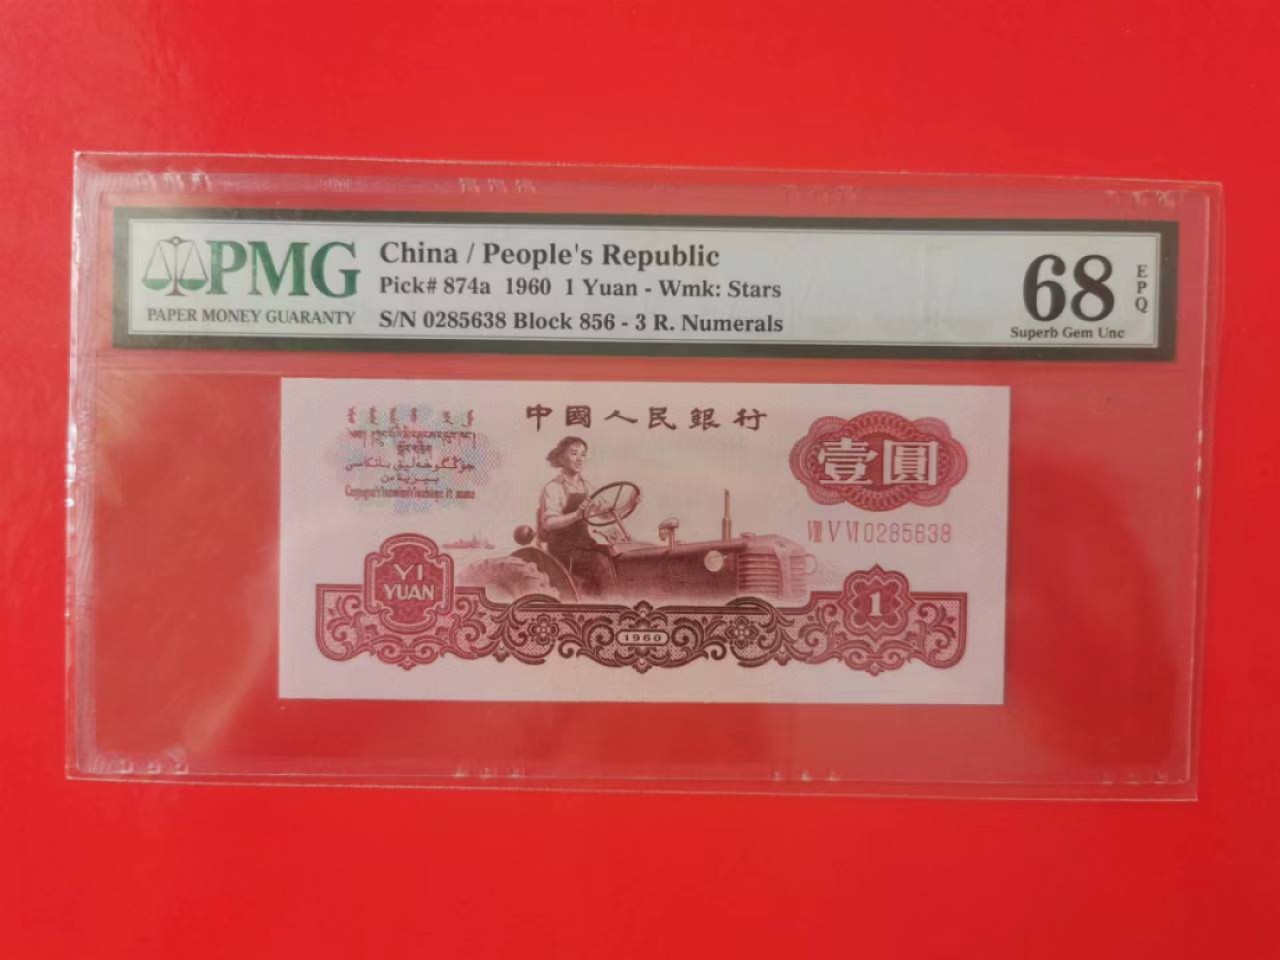 PMG
PAPER MONEY GUARANTY
China / People's Republic
Pick# 874a 1960 1 Yuan - Wmk: Stars
S/N 0285638 Block 856 - 3 R. Numerals
68
EPQ
Superb Gem Unc
中國人民銀行
壹圓
VIII V VI 0285638
YI
YUAN
1960
1